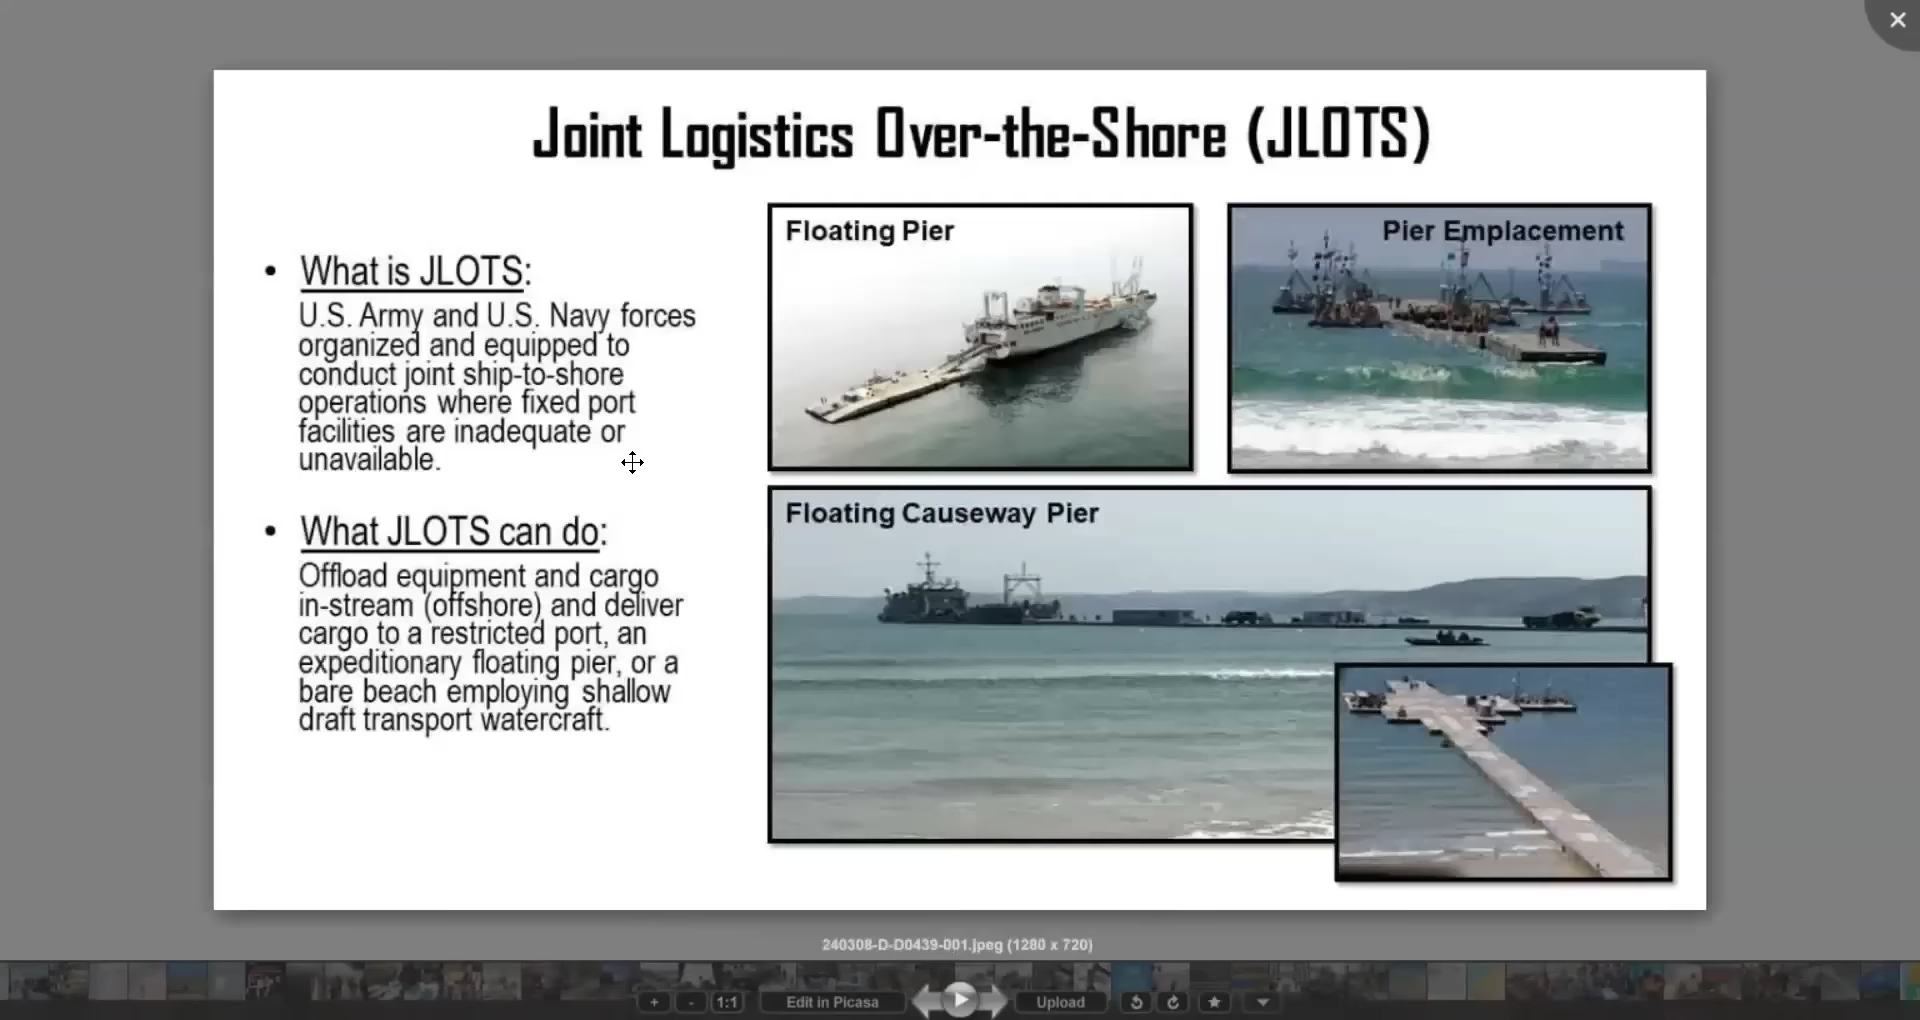 Joint Logistics Over-the-Shore (JLOTS)
• What is JLOTS:
U.S. Army and U.S. Navy forces
organized and equipped to
conduct joint ship-to-shore
operations where fixed port
facilities are inadequate or
unavailable.
• What JLOTS can do:
Offload equipment and cargo
in-stream (offshore) and deliver
cargo to a restricted port, an
expeditionary floating pier, or a
bare beach employing shallow
draft transport watercraft.
Floating Pier
Pier Emplacement
Floating Causeway Pier
240308-D-D0439-001.jpeg (1280 x 720)
+ - 1:1 Edit in Picasa Upload